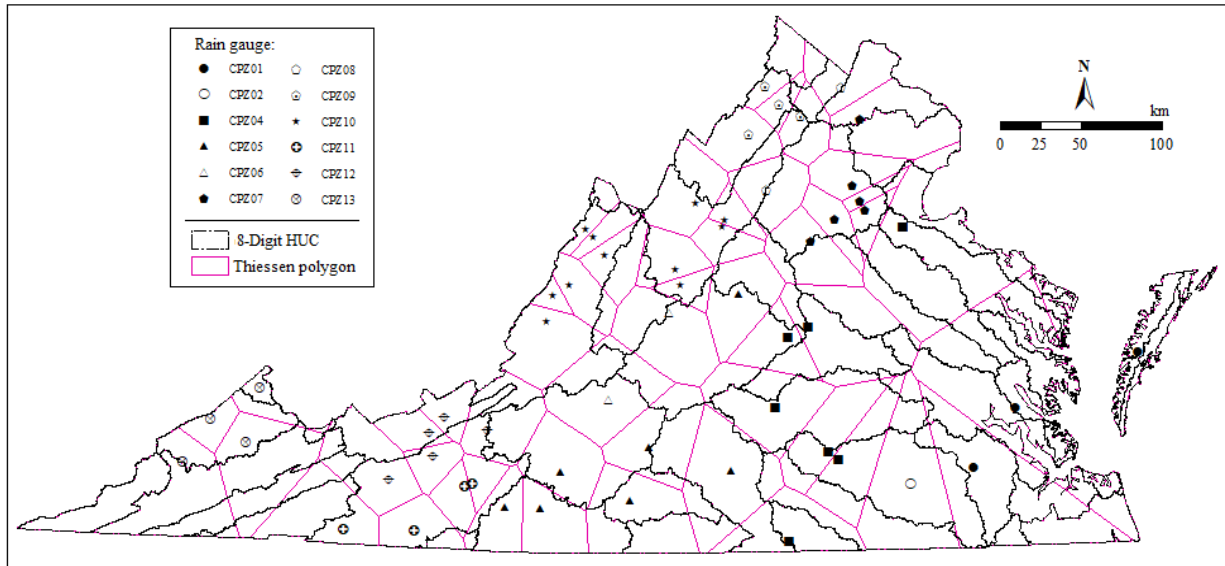 Rain gauge:
CPZ01
CPZ08
CPZ02
CPZ09
CPZ04
CPZ10
CPZ05
CPZ11
CPZ06
CPZ12
CPZ07
CPZ13
8-Digit HUC
Thiessen polygon
N
km
0 25 50 100